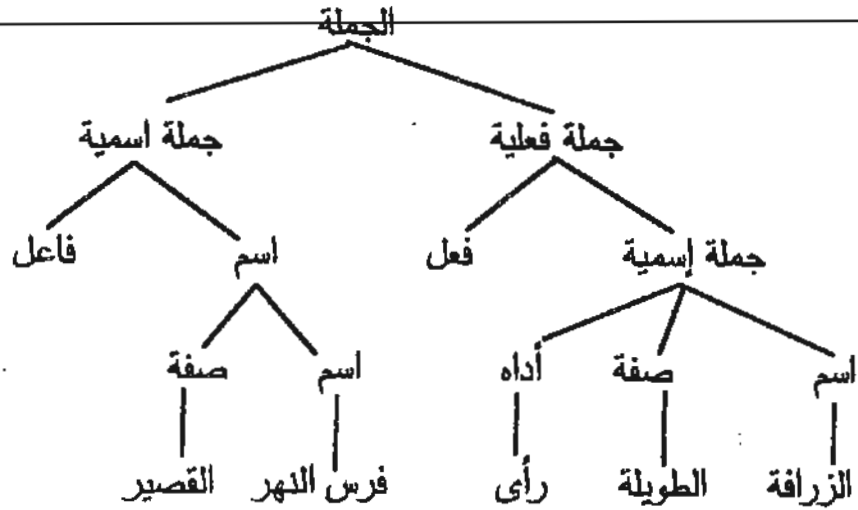 الجملة
جملة فعلية جملة اسمية
جملة إسمية فعل اسم فاعل
اسم صفة أداه اسم صفة
الزرافة الطويلة رأى فرس النهر القصير